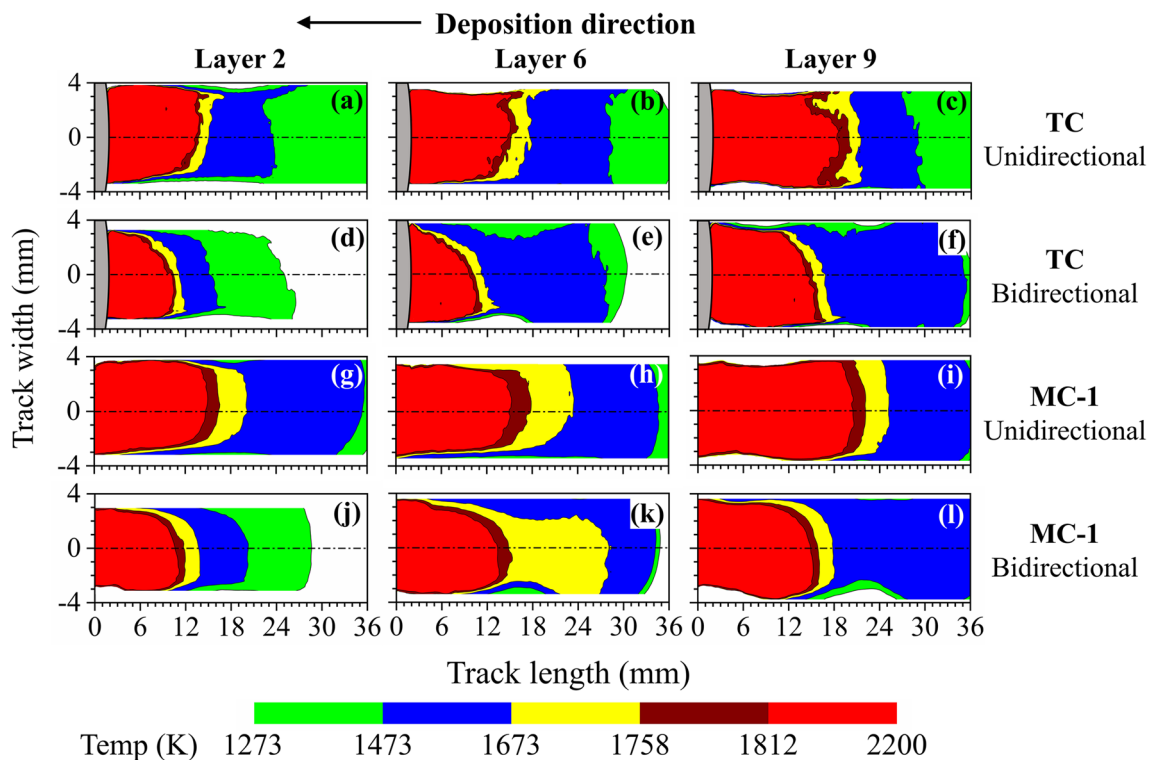 Deposition direction
Layer 2 Layer 6 Layer 9
4 (a) (b) (c) TC
0 Unidirectional
−4
4 (d) (e) (f) TC
0 Bidirectional
−4
4 (g) (h) (i) MC-1
0 Unidirectional
−4
4 (j) (k) (l) MC-1
0 Bidirectional
−4
0 12 18 24 30 36 0 6 12 18 24 30 36 0 6 12 18 24 30 36
Track width (mm)
Track length (mm)
Temp (K) 1273 1473 1673 1758 1812 2200